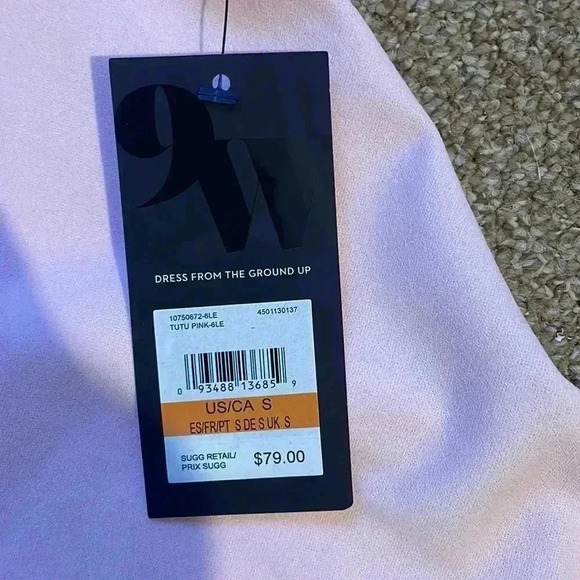 9W
DRESS FROM THE GROUND UP
10750672-6LE 4501130137
TUTU PINK-6LE
0 93488 13685 9
US/CA S
ES/FR/PT S DE S UK S
SUGG RETAIL/
PRIX SUGG $79.00